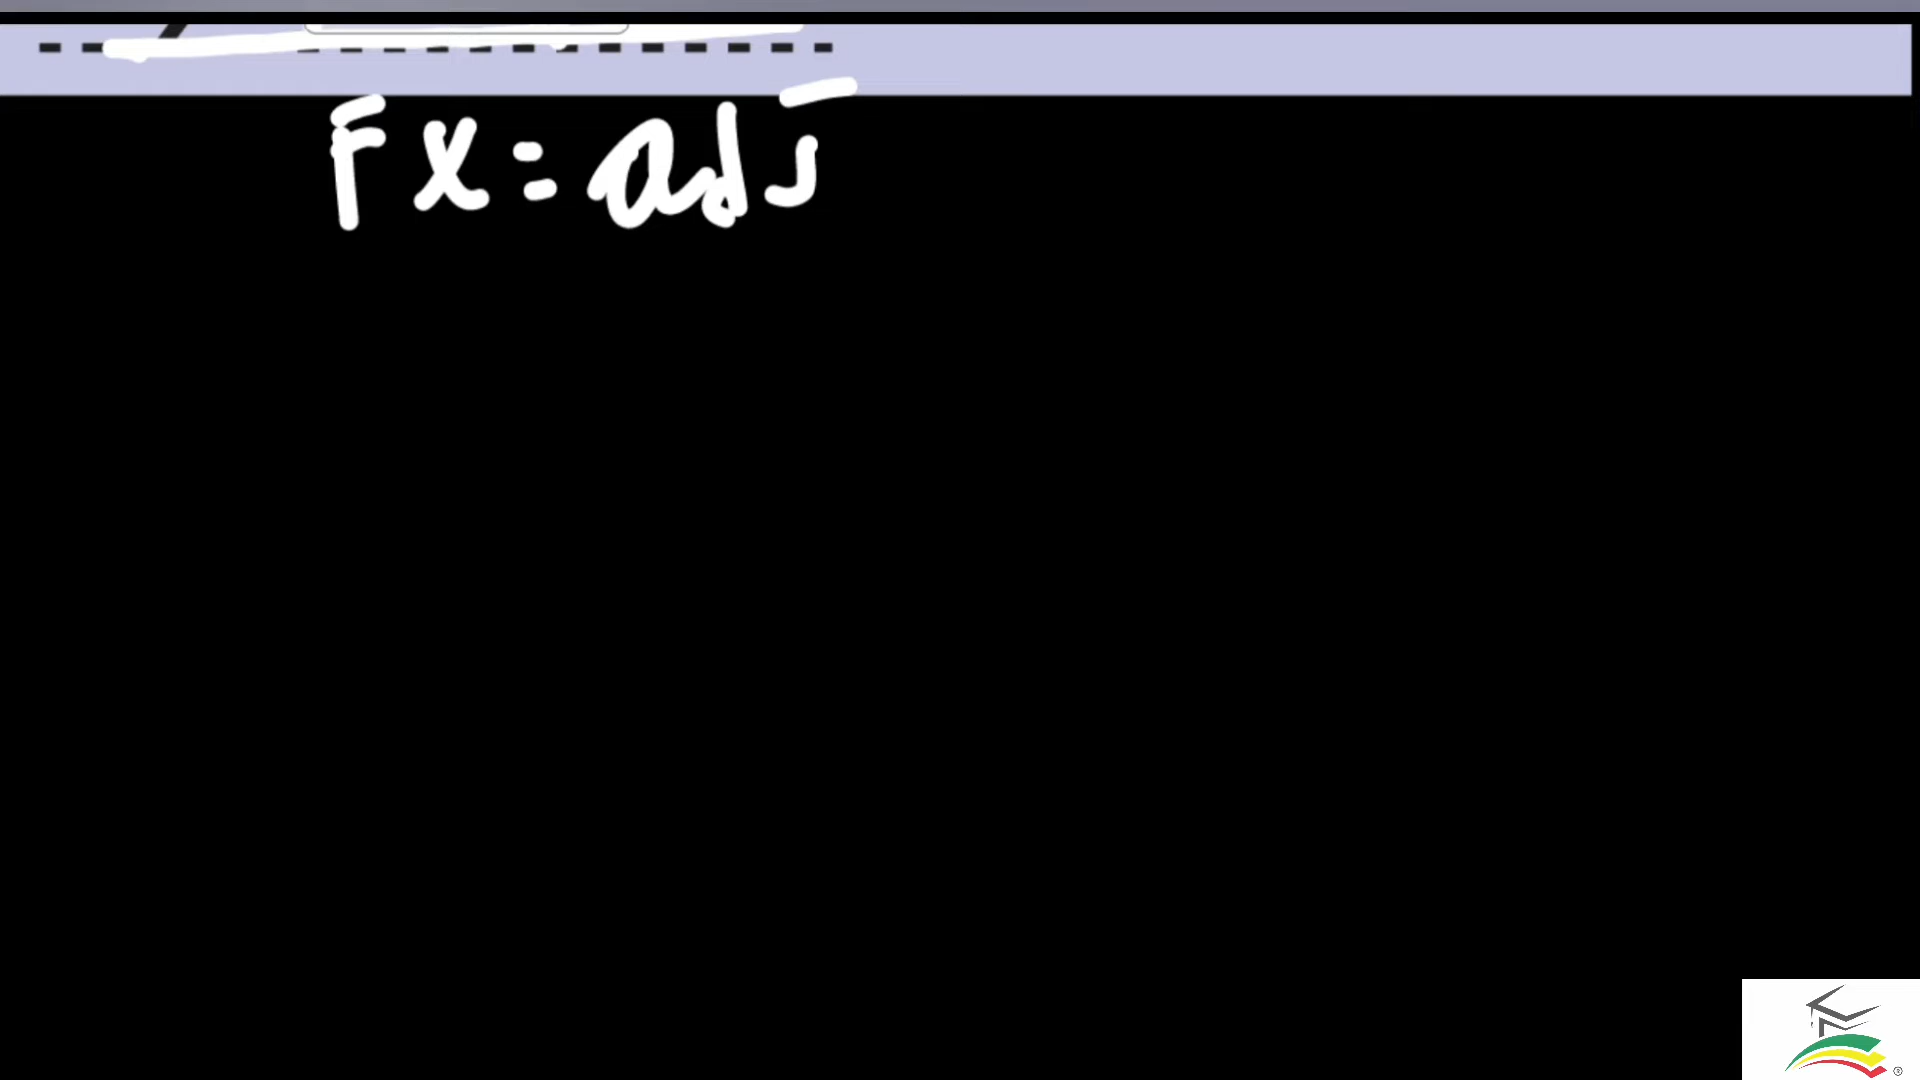 Fx = adj